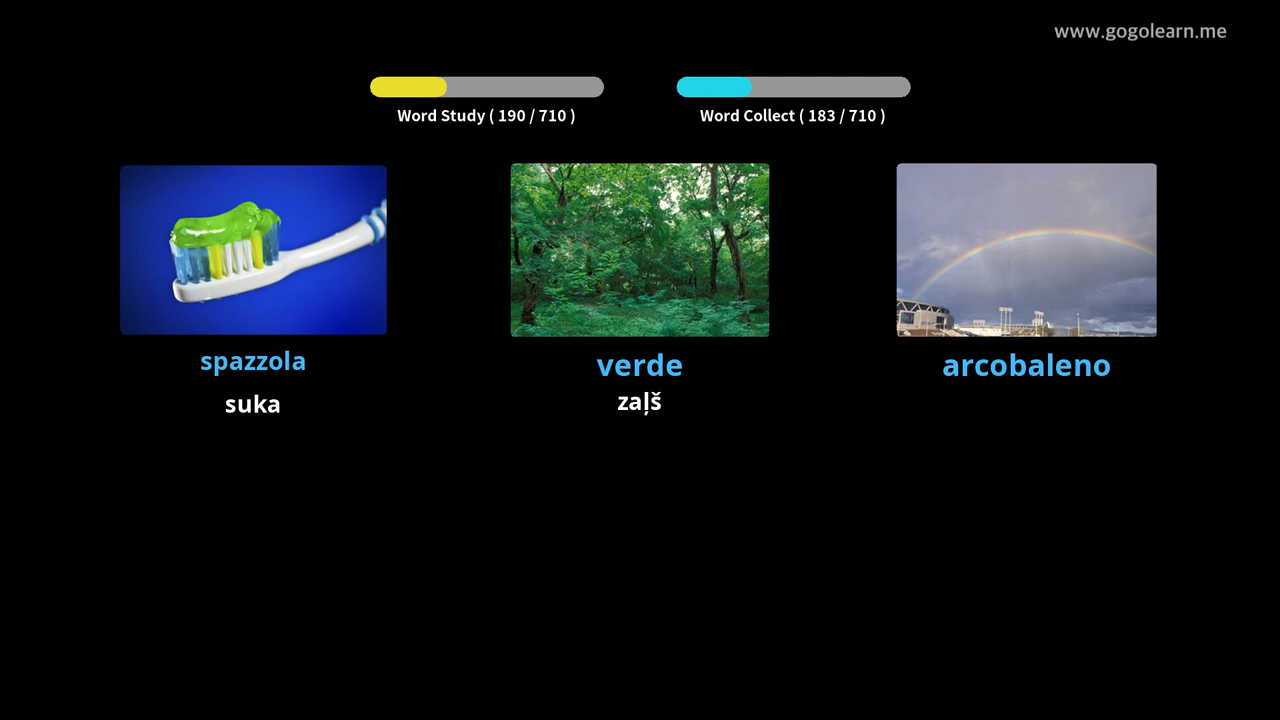 www.gogolearn.me
Word Study ( 190 / 710 )
Word Collect ( 183 / 710 )
spazzola
verde
arcobaleno
suka
zaļš